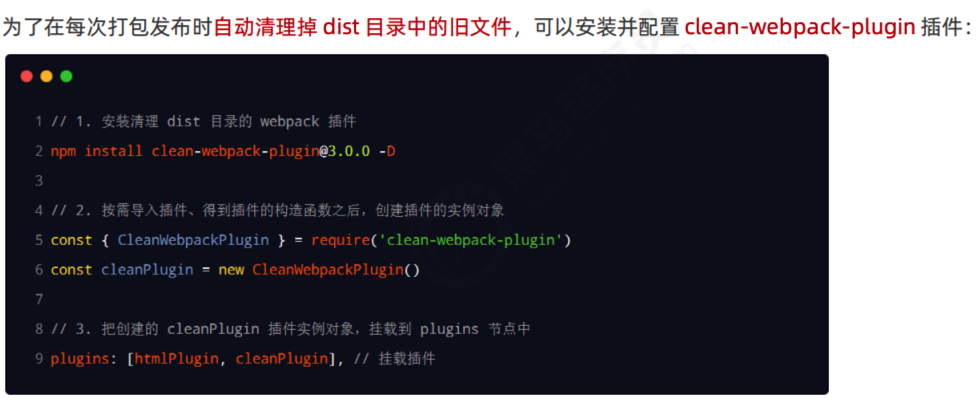 为了在每次打包发布时自动清理掉 dist 目录中的旧文件，可以安装并配置 clean-webpack-plugin 插件：
1 // 1. 安装清理 dist 目录的 webpack 插件
2 npm install clean-webpack-plugin@3.0.0 -D
3
4 // 2. 按需导入插件、得到插件的构造函数之后，创建插件的实例对象
5 const { CleanWebpackPlugin } = require('clean-webpack-plugin')
6 const cleanPlugin = new CleanWebpackPlugin()
7
8 // 3. 把创建的 cleanPlugin 插件实例对象，挂载到 plugins 节点中
9 plugins: [htmlPlugin, cleanPlugin], // 挂载插件